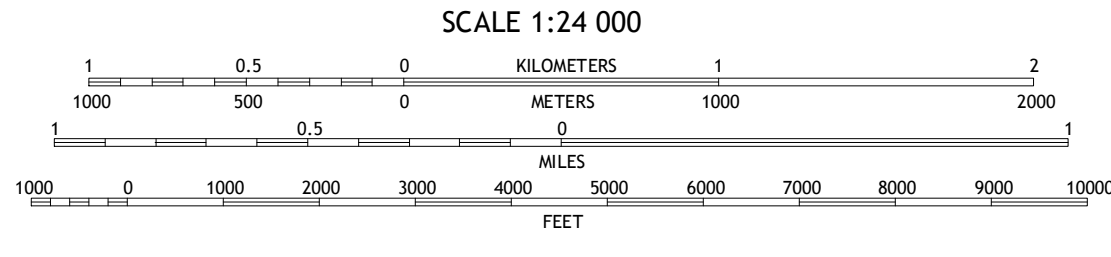 SCALE 1:24 000
1 0.5 0 KILOMETERS 1 2
1000 500 0 METERS 1000 2000
1 0.5 0 1
MILES
1000 0 1000 2000 3000 4000 5000 6000 7000 8000 9000 10000
FEET